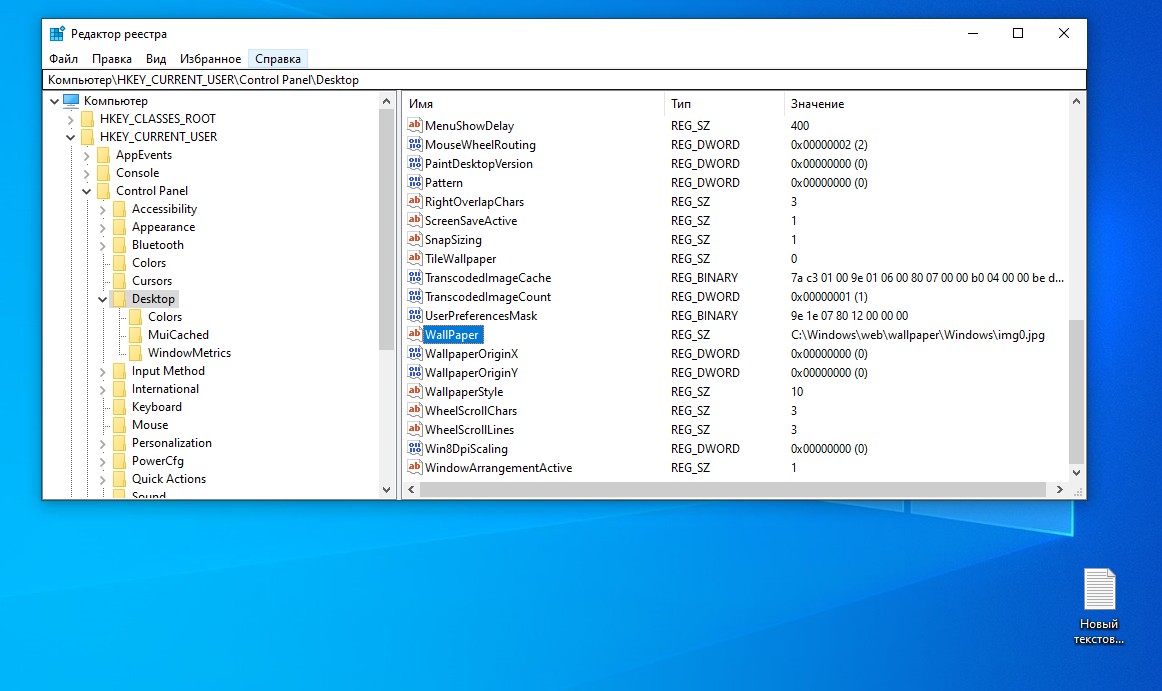 Редактор реестра
Файл Правка Вид Избранное Справка
Компьютер\HKEY_CURRENT_USER\Control Panel\Desktop
Компьютер
HKEY_CLASSES_ROOT
HKEY_CURRENT_USER
AppEvents
Console
Control Panel
Accessibility
Appearance
Bluetooth
Colors
Cursors
Desktop
Colors
MuiCached
WindowMetrics
Input Method
International
Keyboard
Mouse
Personalization
PowerCfg
Quick Actions
Sound
Имя Тип Значение
MenuShowDelay REG_SZ 400
MouseWheelRouting REG_DWORD 0x00000002 (2)
PaintDesktopVersion REG_DWORD 0x00000000 (0)
Pattern REG_DWORD 0x00000000 (0)
RightOverlapChars REG_SZ 3
ScreenSaveActive REG_SZ 1
SnapSizing REG_SZ 1
TileWallpaper REG_SZ 0
TranscodedImageCache REG_BINARY 7a c3 01 00 9e 01 06 00 80 07 00 00 b0 04 00 00 be d...
TranscodedImageCount REG_DWORD 0x00000001 (1)
UserPreferencesMask REG_BINARY 9e 1e 07 80 12 00 00 00
WallPaper REG_SZ C:\Windows\web\wallpaper\Windows\img0.jpg
WallpaperOriginX REG_DWORD 0x00000000 (0)
WallpaperOriginY REG_DWORD 0x00000000 (0)
WallpaperStyle REG_SZ 10
WheelScrollChars REG_SZ 3
WheelScrollLines REG_SZ 3
Win8DpiScaling REG_DWORD 0x00000000 (0)
WindowArrangementActive REG_SZ 1
Новый
текстов...